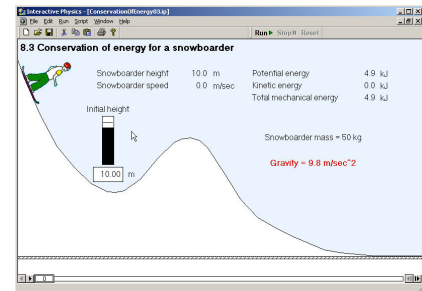 Interactive Physics - [ConservationOfEnergy03.ip]
File Edit Run Script Window Help
Run Stop Reset
8.3 Conservation of energy for a snowboarder
Snowboarder height 10.0 m
Snowboarder speed 0.0 m/sec
Potential energy 4.9 kJ
Kinetic energy 0.0 kJ
Total mechanical energy 4.9 kJ
Initial height
10.00 m
Snowboarder mass = 50 kg
Gravity = 9.8 m/sec^2
0